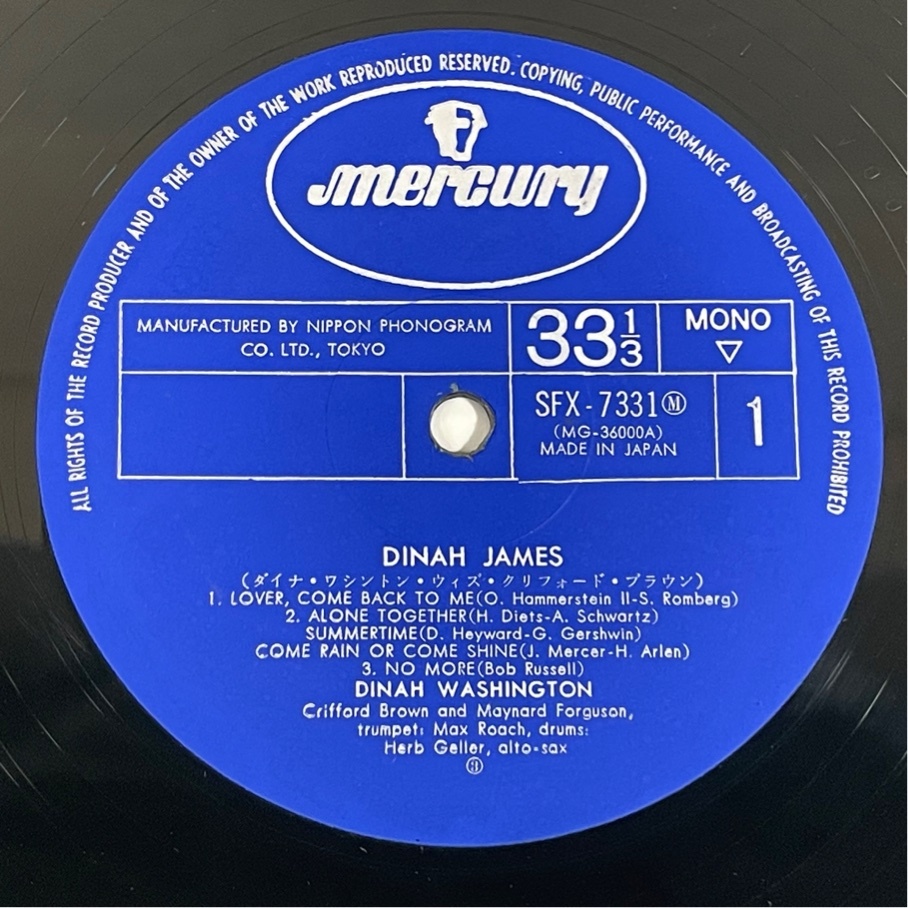 ALL RIGHTS OF THE RECORD PRODUCER AND OF THE OWNER OF THE WORK REPRODUCED RESERVED. COPYING, PUBLIC PERFORMANCE AND BROADCASTING OF THIS RECORD PROHIBITED
mercury
MANUFACTURED BY NIPPON PHONOGRAM
CO. LTD., TOKYO
33 1/3
MONO
▽
SFX-7331Ⓜ
(MG-36000A)
MADE IN JAPAN
1
DINAH JAMES
(ダイナ・ワシントン・ウィズ・クリフォード・ブラウン)
1. LOVER, COME BACK TO ME(O. Hammerstein II-S. Romberg)
2. ALONE TOGETHER(H. Diets-A. Schwartz)
SUMMERTIME(D. Heyward-G. Gershwin)
COME RAIN OR COME SHINE(J. Mercer-H. Arlen)
3. NO MORE(Bob Russell)
DINAH WASHINGTON
Crifford Brown and Maynard Forguson,
trumpet: Max Roach, drums:
Herb Geller, alto-sax
③